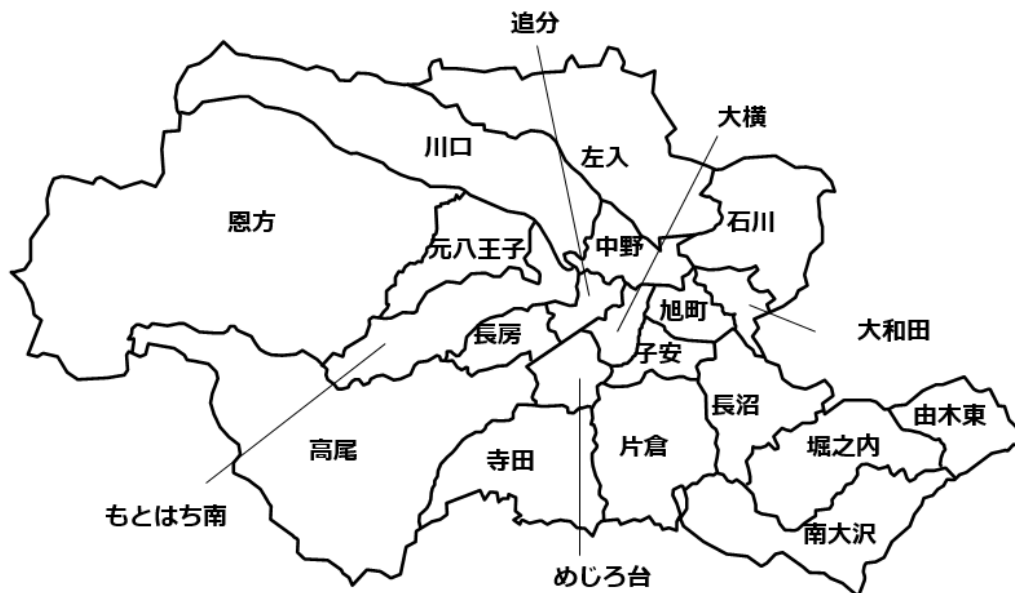 追分
大横
川口
左入
恩方
石川
元八王子
中野
旭町
大和田
長房
子安
長沼
由木東
高尾
寺田
片倉
堀之内
もとはち南
南大沢
めじろ台